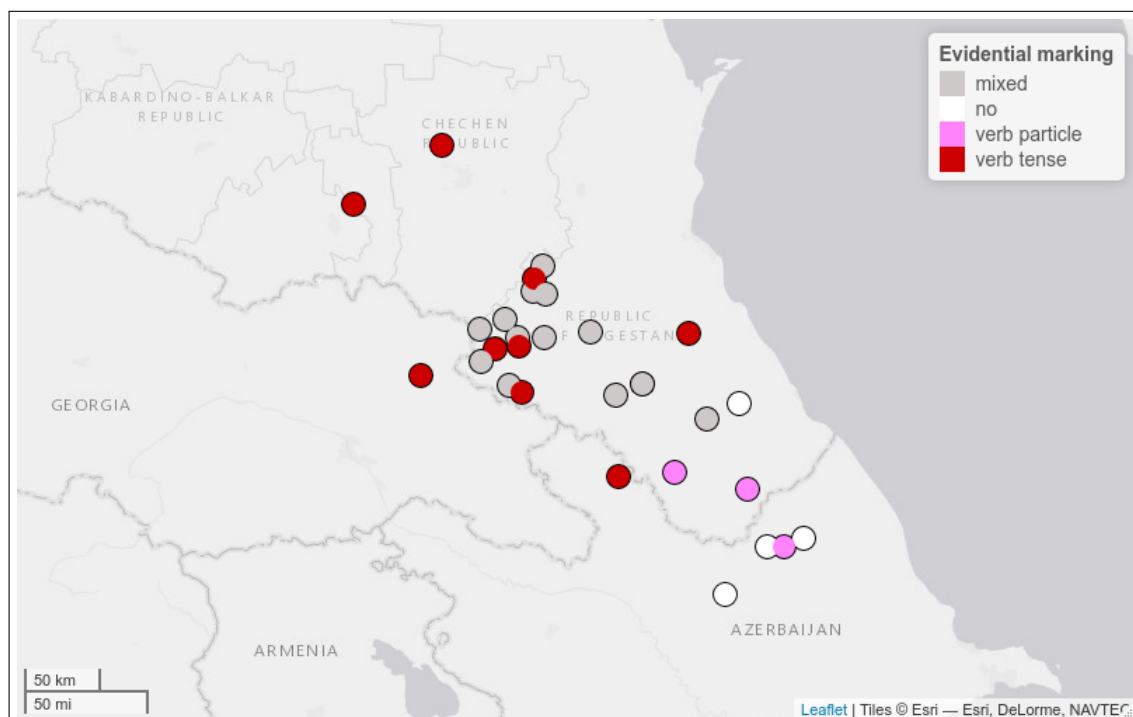 Evidential marking
mixed
no
verb particle
verb tense
KABARDINO-BALKAR
REPUBLIC
CHECHEN
REPUBLIC
REPUBLIC
GEORGIA
AZERBAIJAN
ARMENIA
50 km
50 mi
Leaflet | Tiles © Esri — Esri, DeLorme, NAVTEC